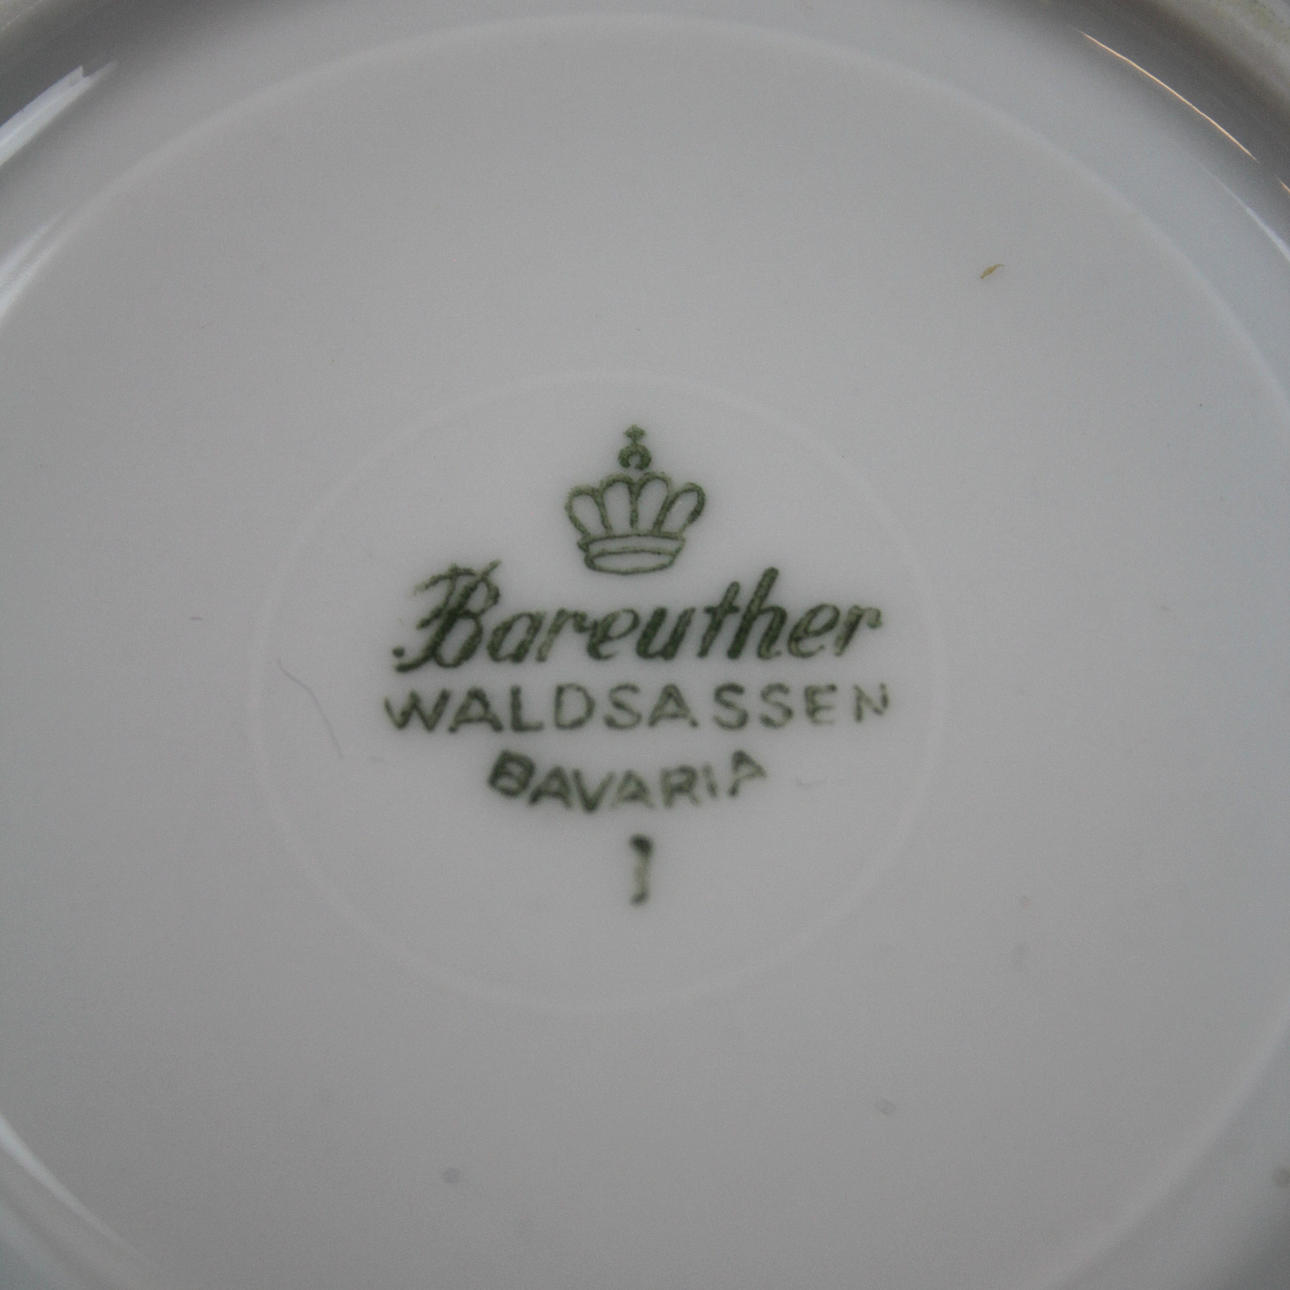 Bareuther
WALDSASSEN
BAVARIA
1